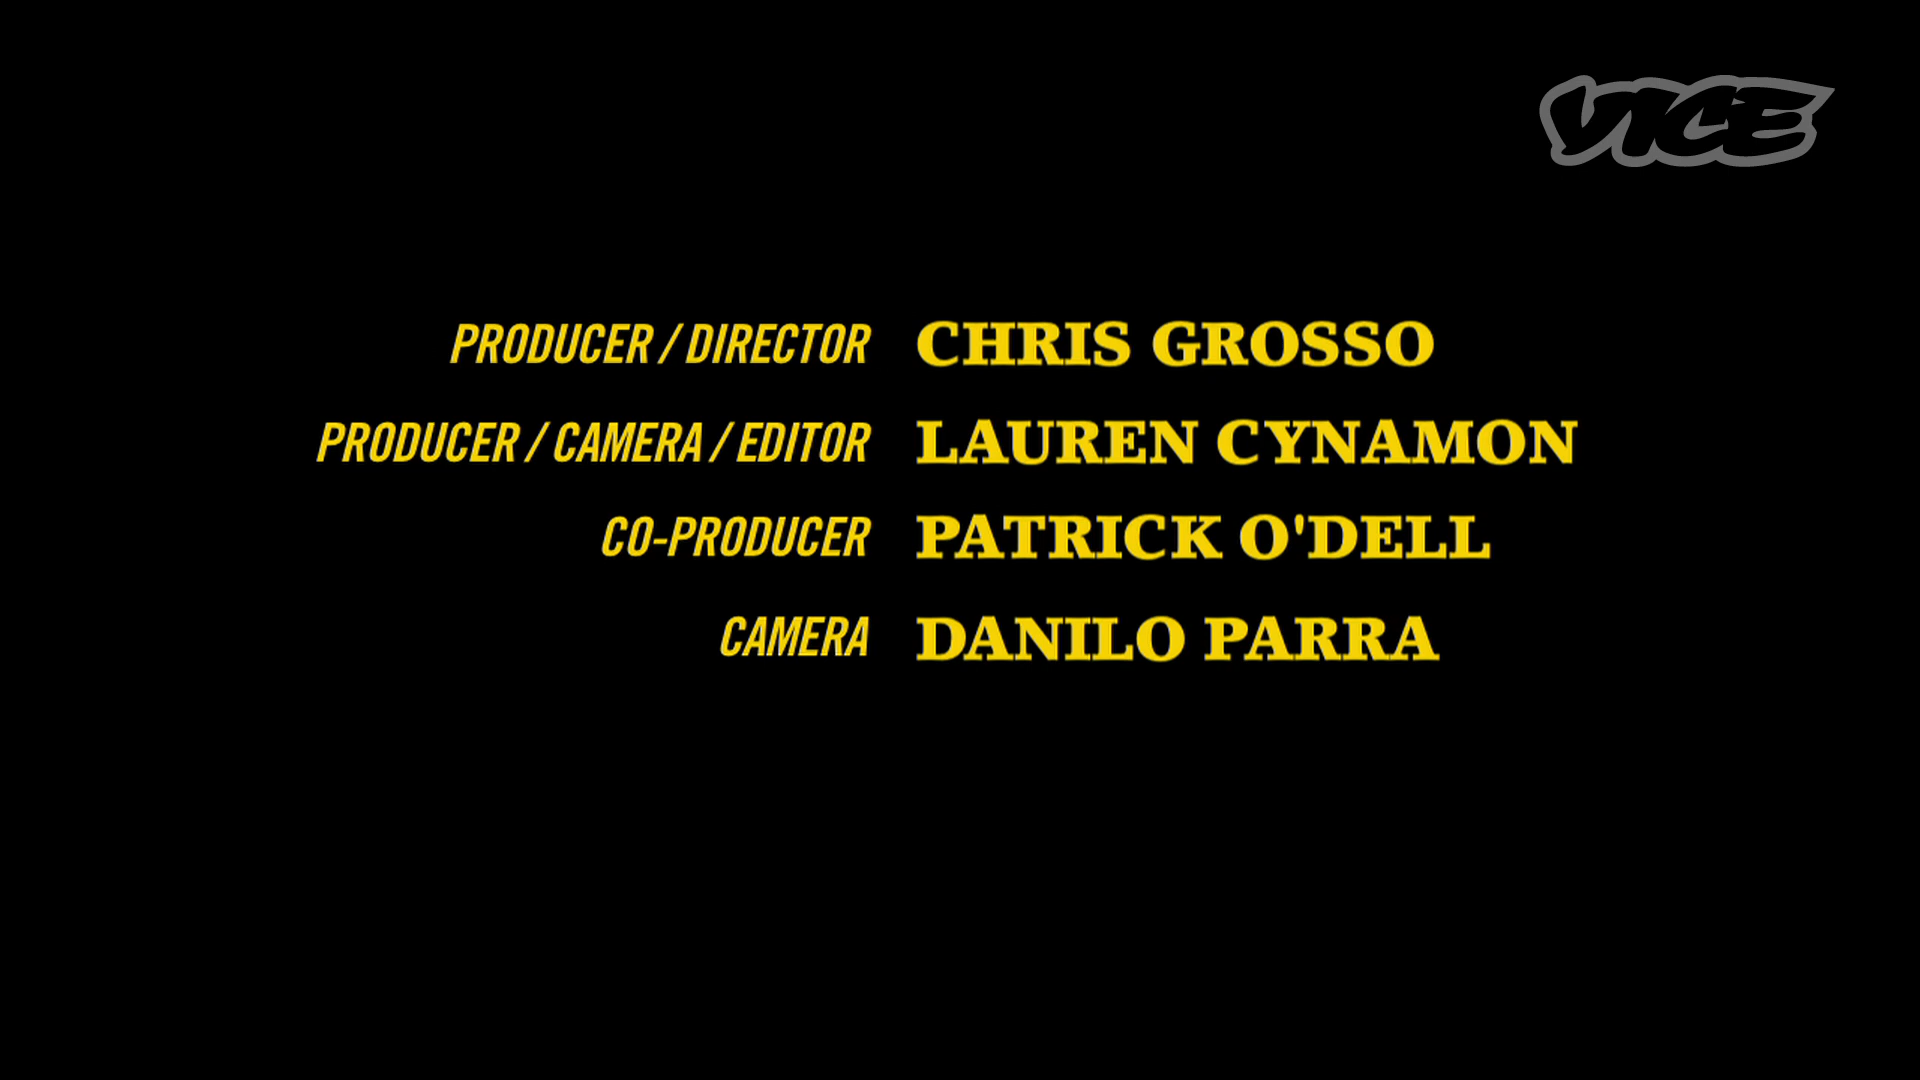 VICE
PRODUCER / DIRECTOR CHRIS GROSSO
PRODUCER / CAMERA / EDITOR LAUREN CYNAMON
CO-PRODUCER PATRICK O'DELL
CAMERA DANILO PARRA